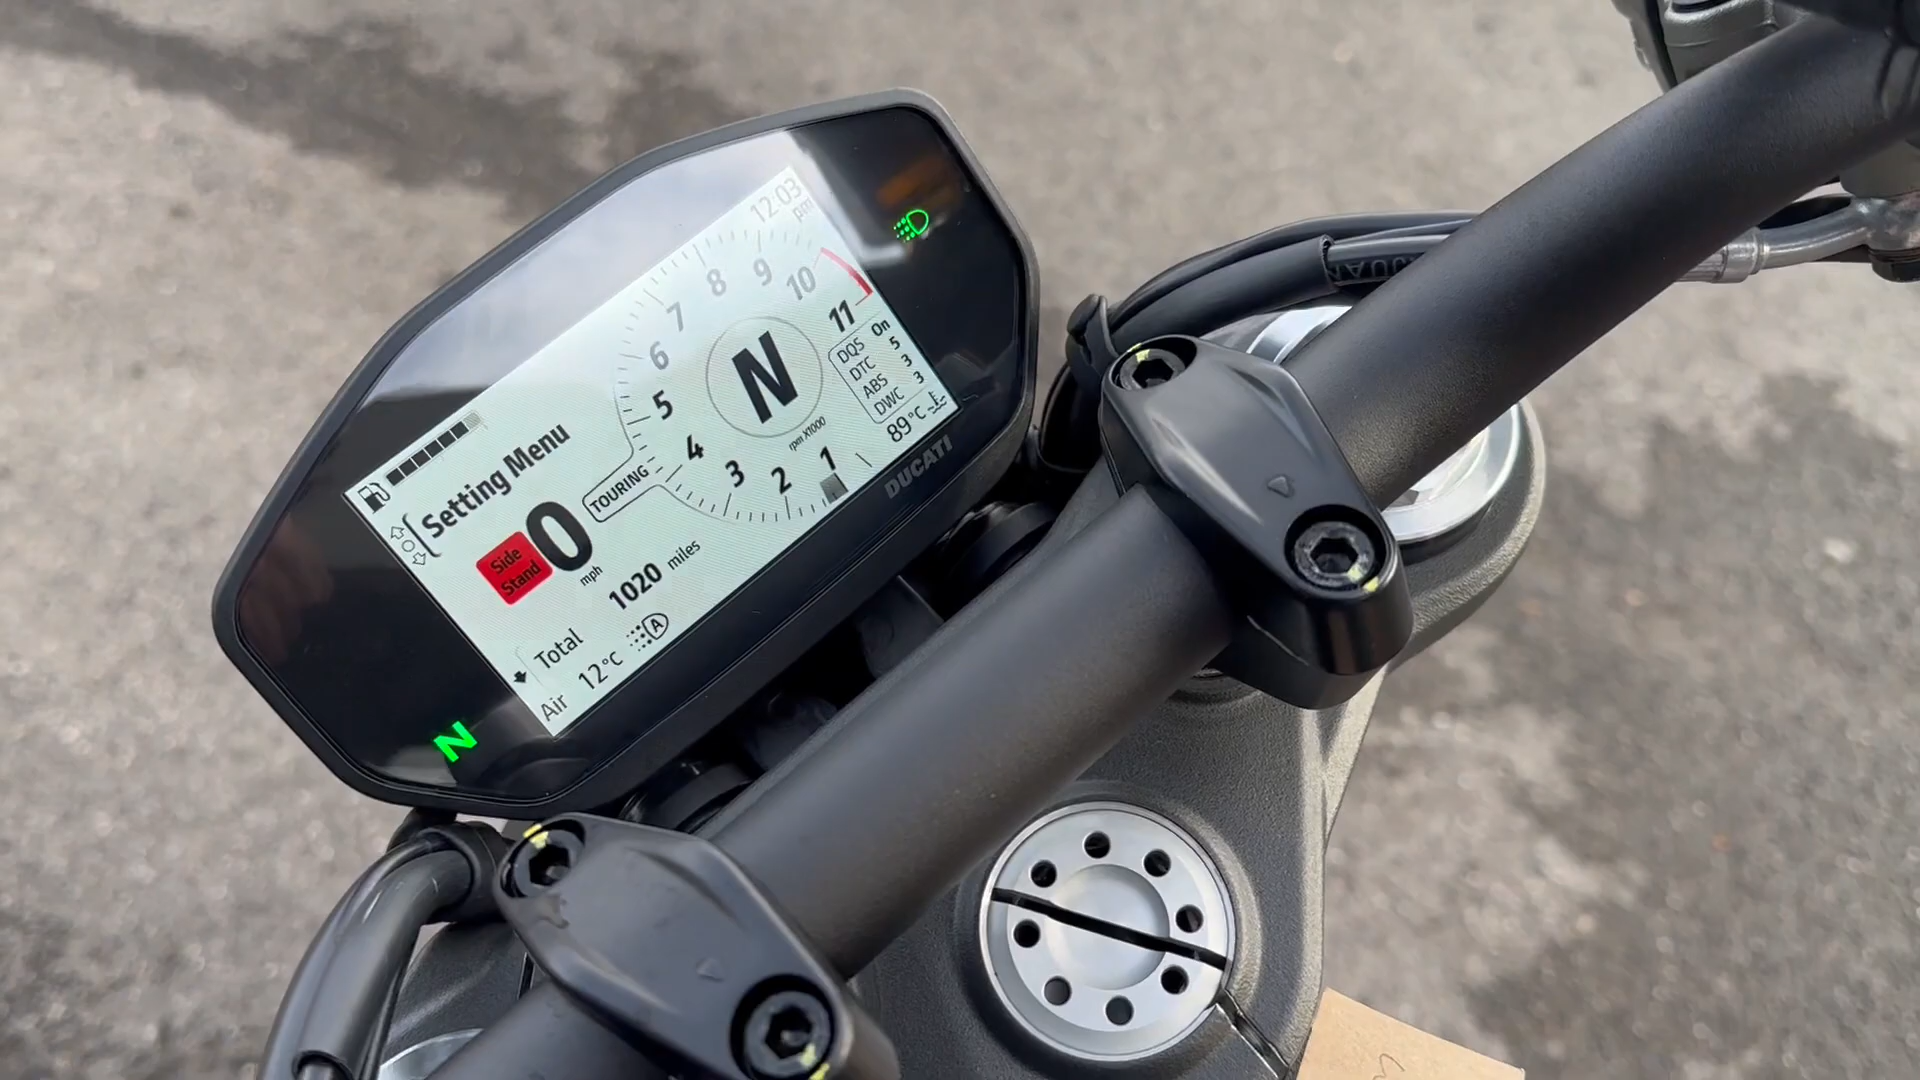 12:03 pm
Setting Menu
Side Stand
0
mph
TOURING
1020 miles
Total
Air 12°C
A
1
2
3
4
5
6
7
8
9
10
11
N
rpm X1000
DQS On
DTC 5
ABS 3
DWC 3
89°C
DUCATI
N